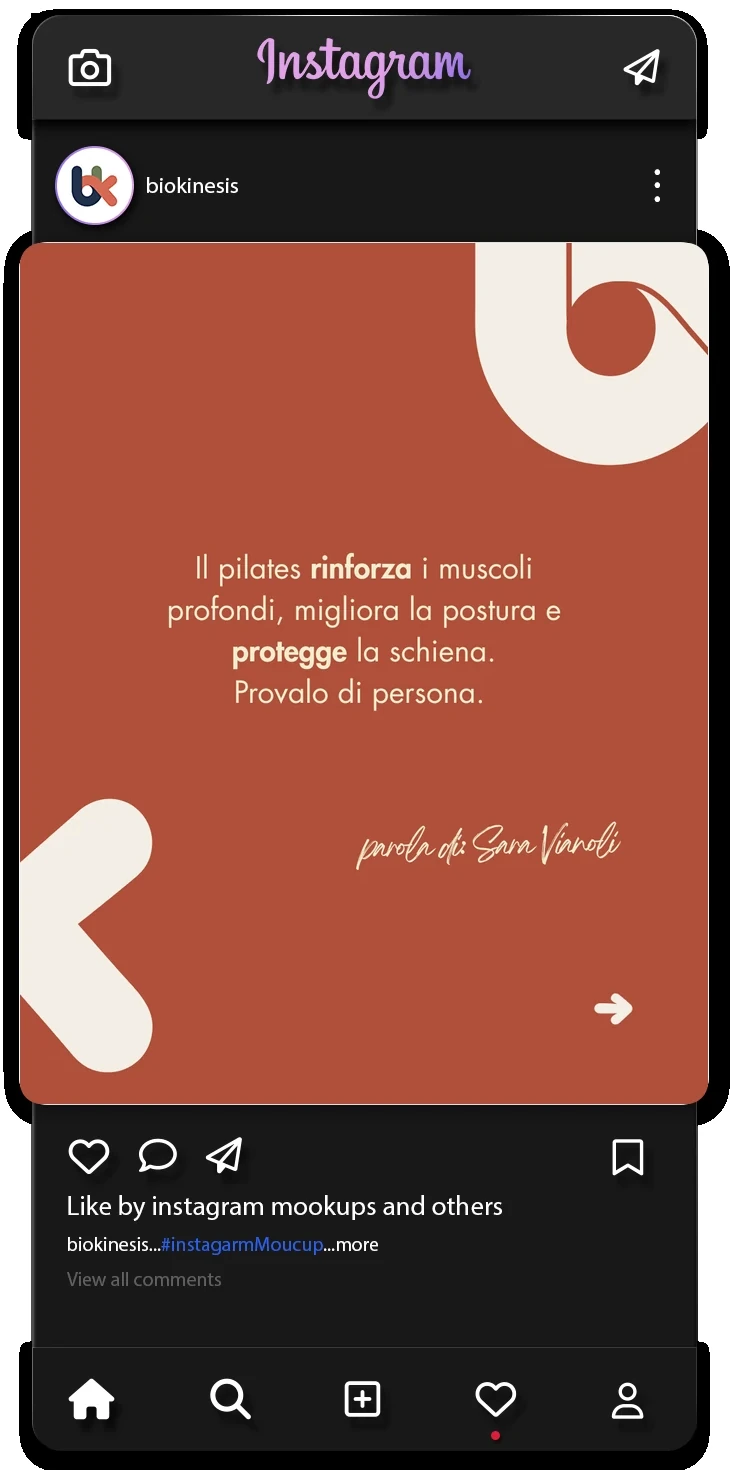 Instagram
bk
biokinesis
Il pilates rinforza i muscoli
profondi, migliora la postura e
protegge la schiena.
Provalo di persona.
parola di: Sara Vianoli
Like by instagram mookups and others
biokinesis...#instagarmMoucup...more
View all comments